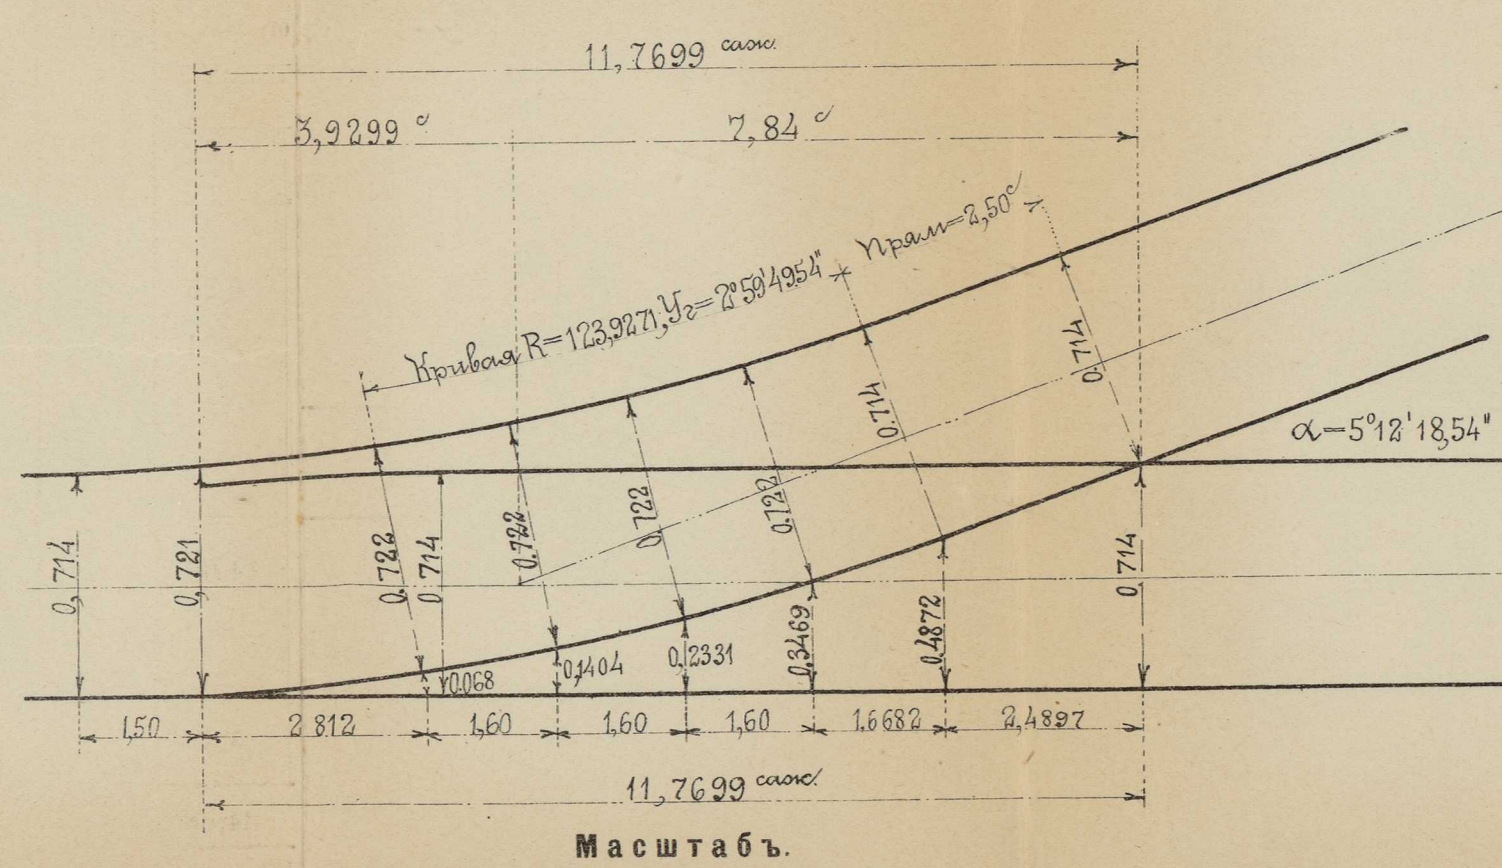 11,7699 саж.
3,9299 с 7,84 с
Кривая R=123,9271, Уг=2°59'49.54" Прям=2,50 с
α=5°12'18,54"
0,714 0,721 0.722 0 714 0.722 0.722 0.722 0.714 0.714 0.714
0.068 0,1404 0,2331 0,3469 0.4872
1,50 2 812 1,60 1,60 1,60 1.6682 2,4897
11,7699 саж.
Масштабъ.